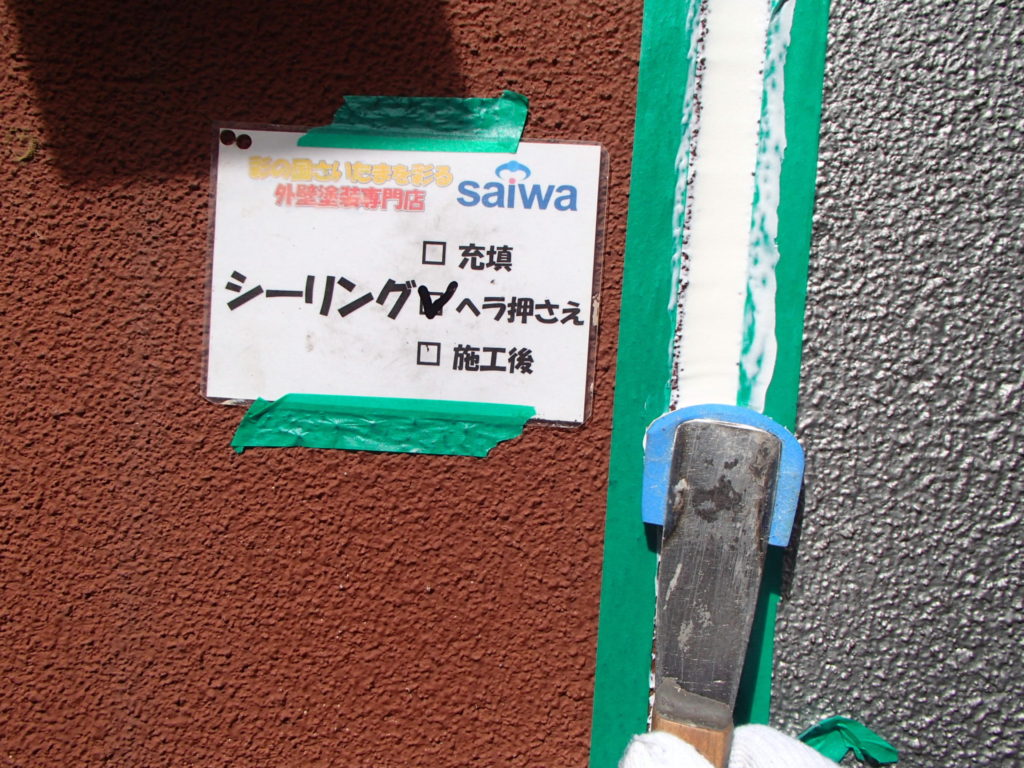 彩の国さいたまを彩る
外壁塗装専門店
saiwa
□ 充填
シーリング ☑ ヘラ押さえ
□ 施工後